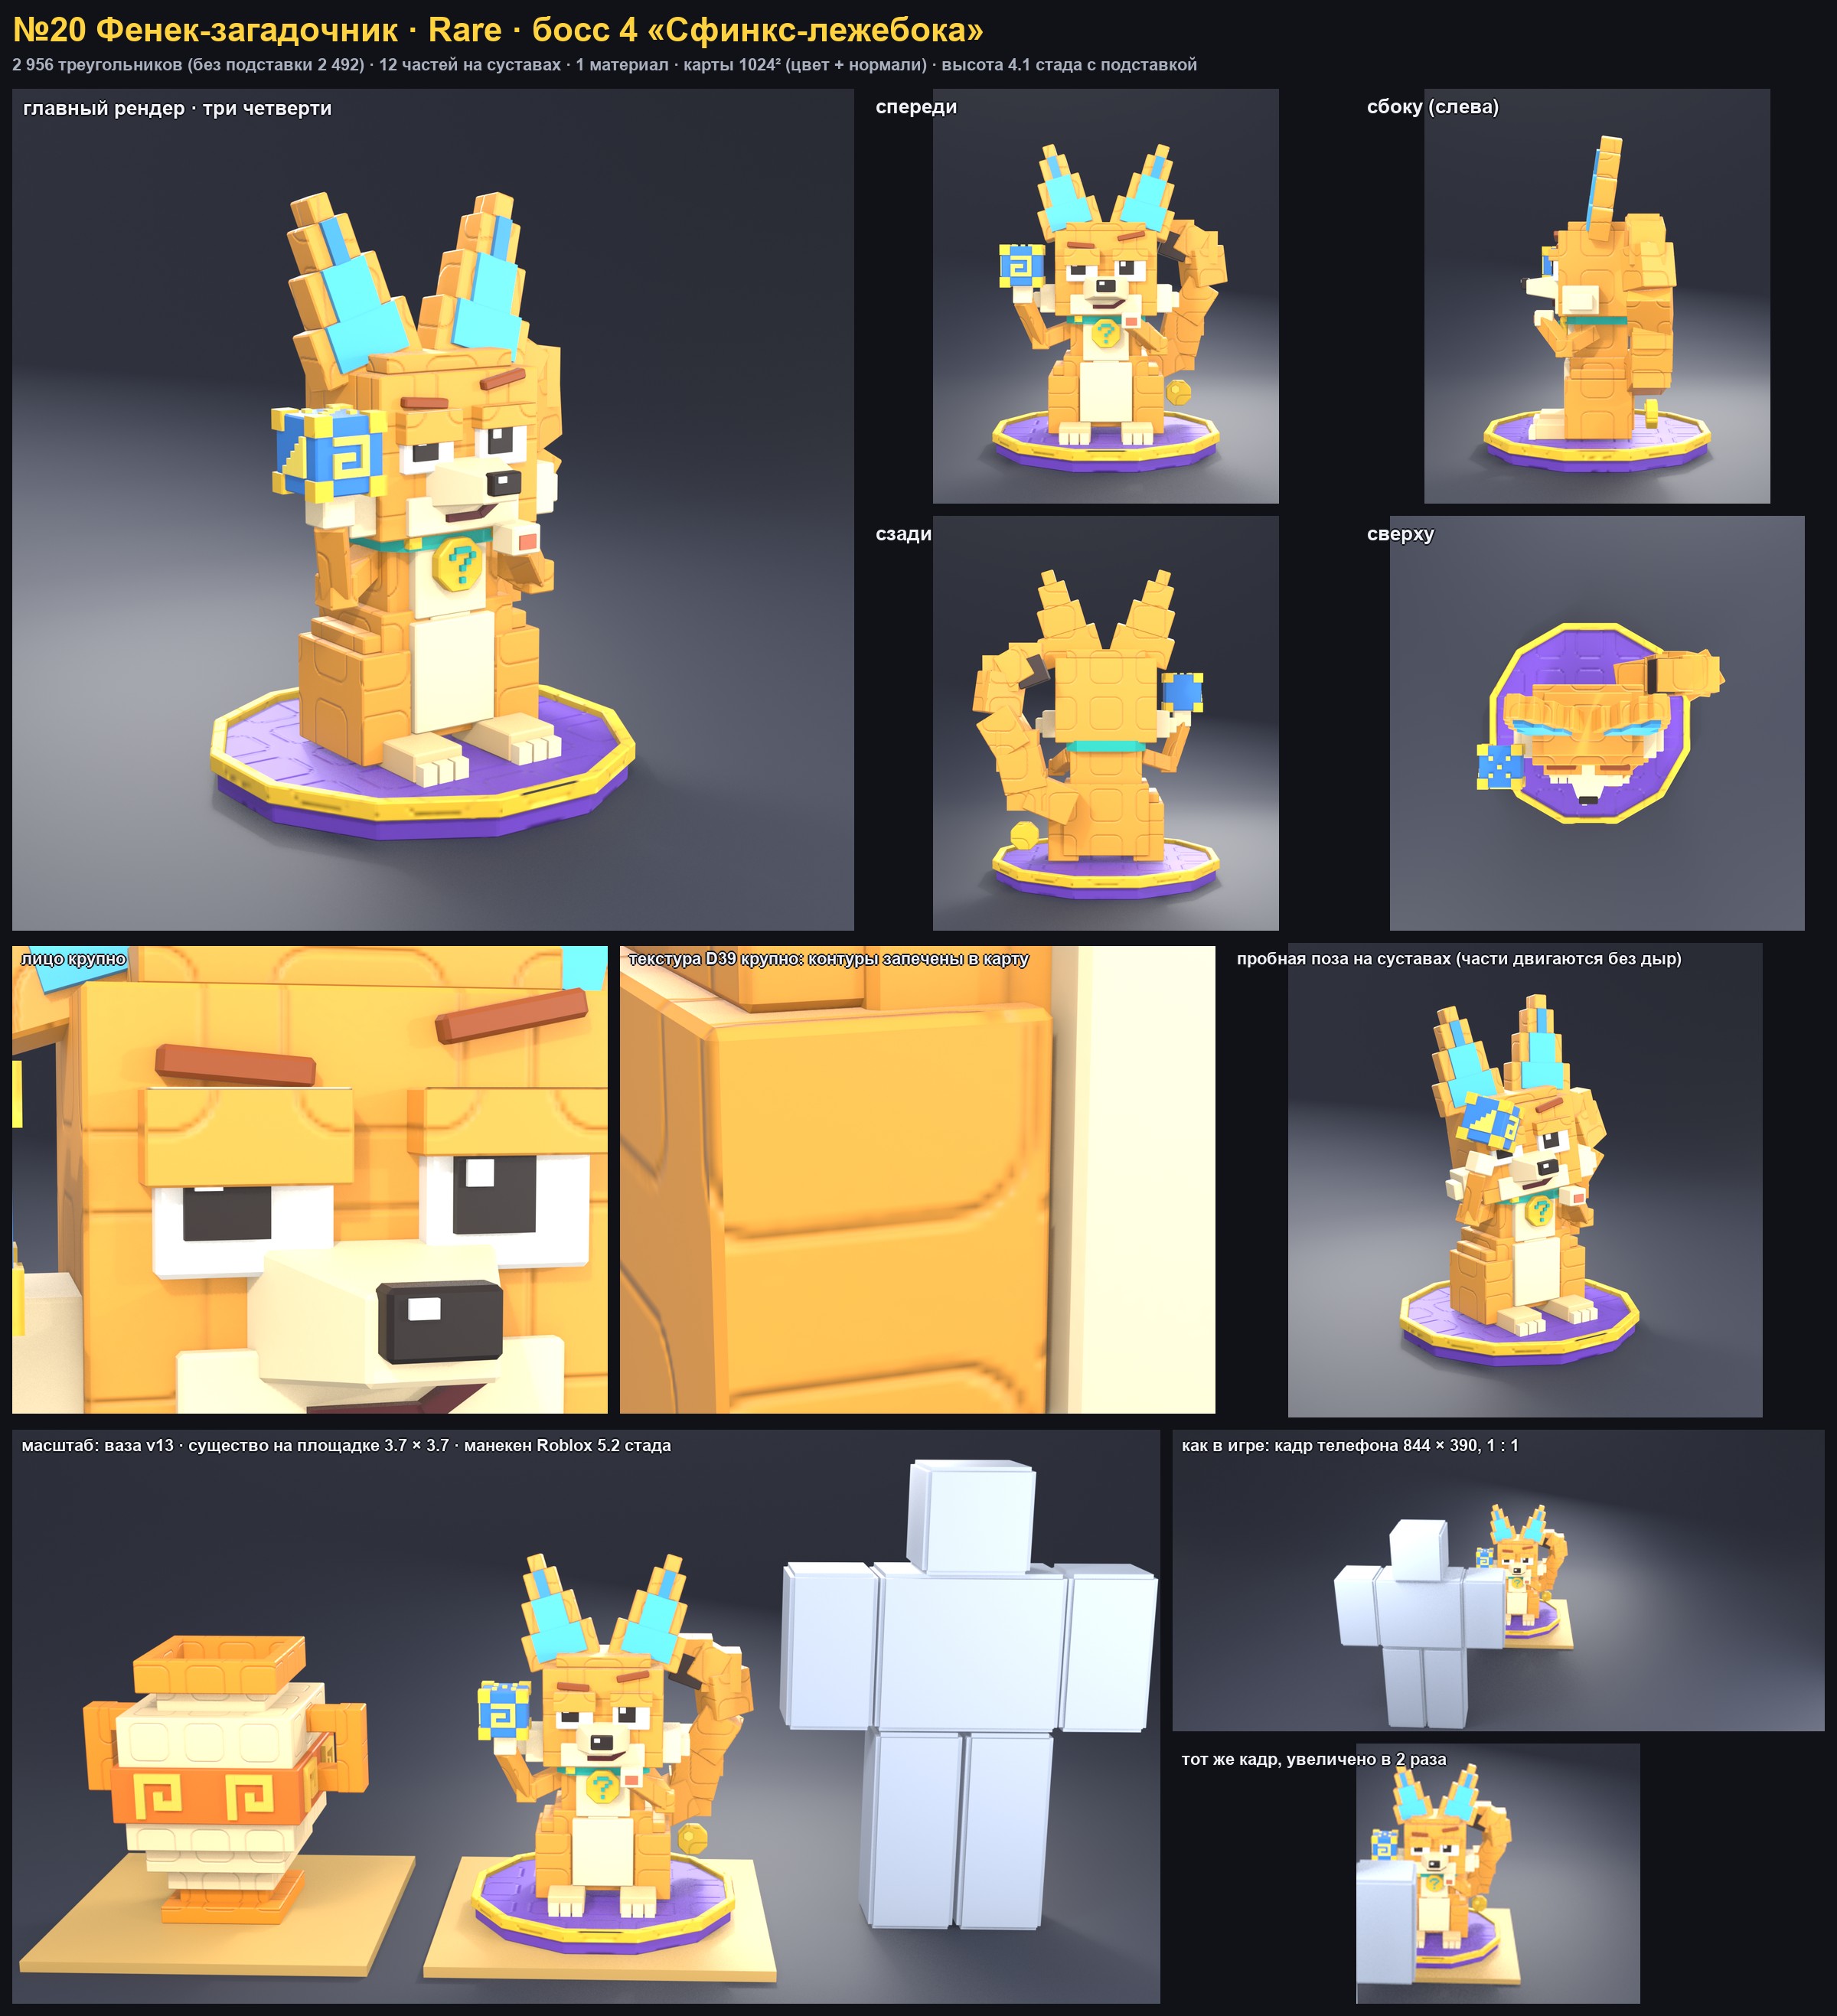 №20 Фенек-загадочник · Rare · босс 4 «Сфинкс-лежебока»
2 956 треугольников (без подставки 2 492) · 12 частей на суставах · 1 материал · карты 1024² (цвет + нормали) · высота 4.1 стада с подставкой
главный рендер · три четверти
спереди
сбоку (слева)
сзади
сверху
?
лицо крупно
текстура D39 крупно: контуры запечены в карту
пробная поза на суставах (части двигаются без дыр)
масштаб: ваза v13 · существо на площадке 3.7 × 3.7 · манекен Roblox 5.2 стада
как в игре: кадр телефона 844 × 390, 1 : 1
тот же кадр, увеличено в 2 раза